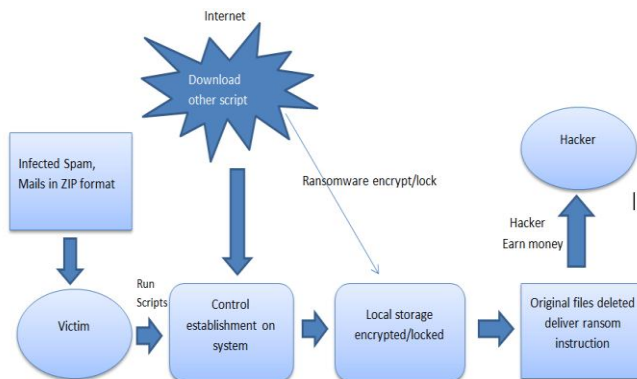 Internet
Download
other script
Infected Spam,
Mails in ZIP format
Ransomware encrypt/lock
Hacker
Hacker
Earn money
Run
Scripts
Victim
Control
establishment on
system
Local storage
encrypted/locked
Original files deleted
deliver ransom
instruction